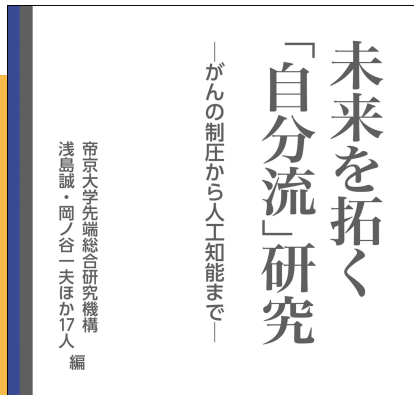 未来を拓く
「自分流」研究
―がんの制圧から人工知能まで―
帝京大学先端総合研究機構
浅島誠・岡ノ谷一夫ほか17人 編